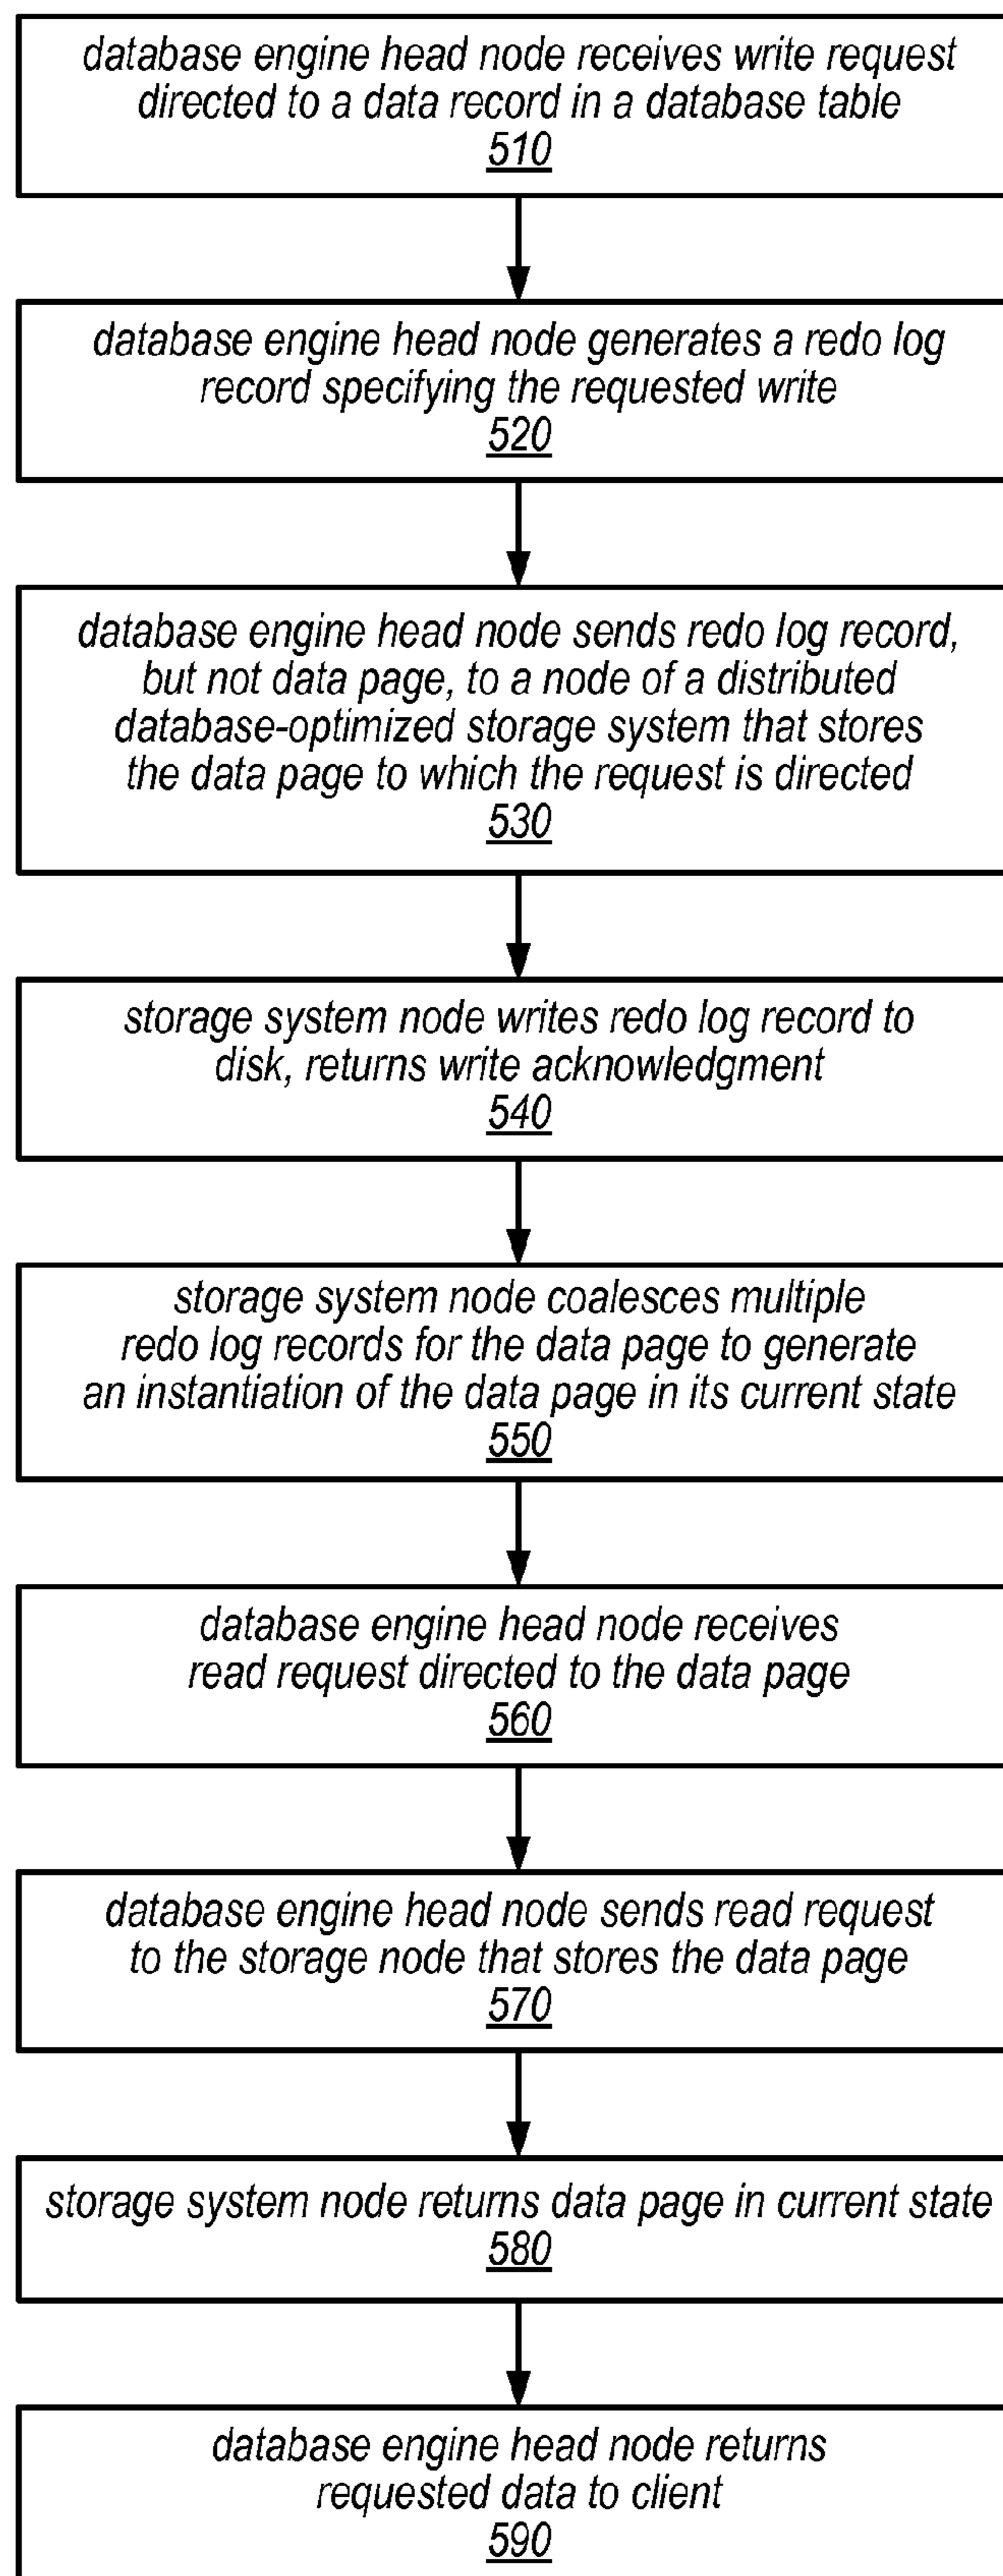 database engine head node receives write request
directed to a data record in a database table
510
database engine head node generates a redo log
record specifying the requested write
520
database engine head node sends redo log record,
but not data page, to a node of a distributed
database-optimized storage system that stores
the data page to which the request is directed
530
storage system node writes redo log record to
disk, returns write acknowledgment
540
storage system node coalesces multiple
redo log records for the data page to generate
an instantiation of the data page in its current state
550
database engine head node receives
read request directed to the data page
560
database engine head node sends read request
to the storage node that stores the data page
570
storage system node returns data page in current state
580
database engine head node returns
requested data to client
590